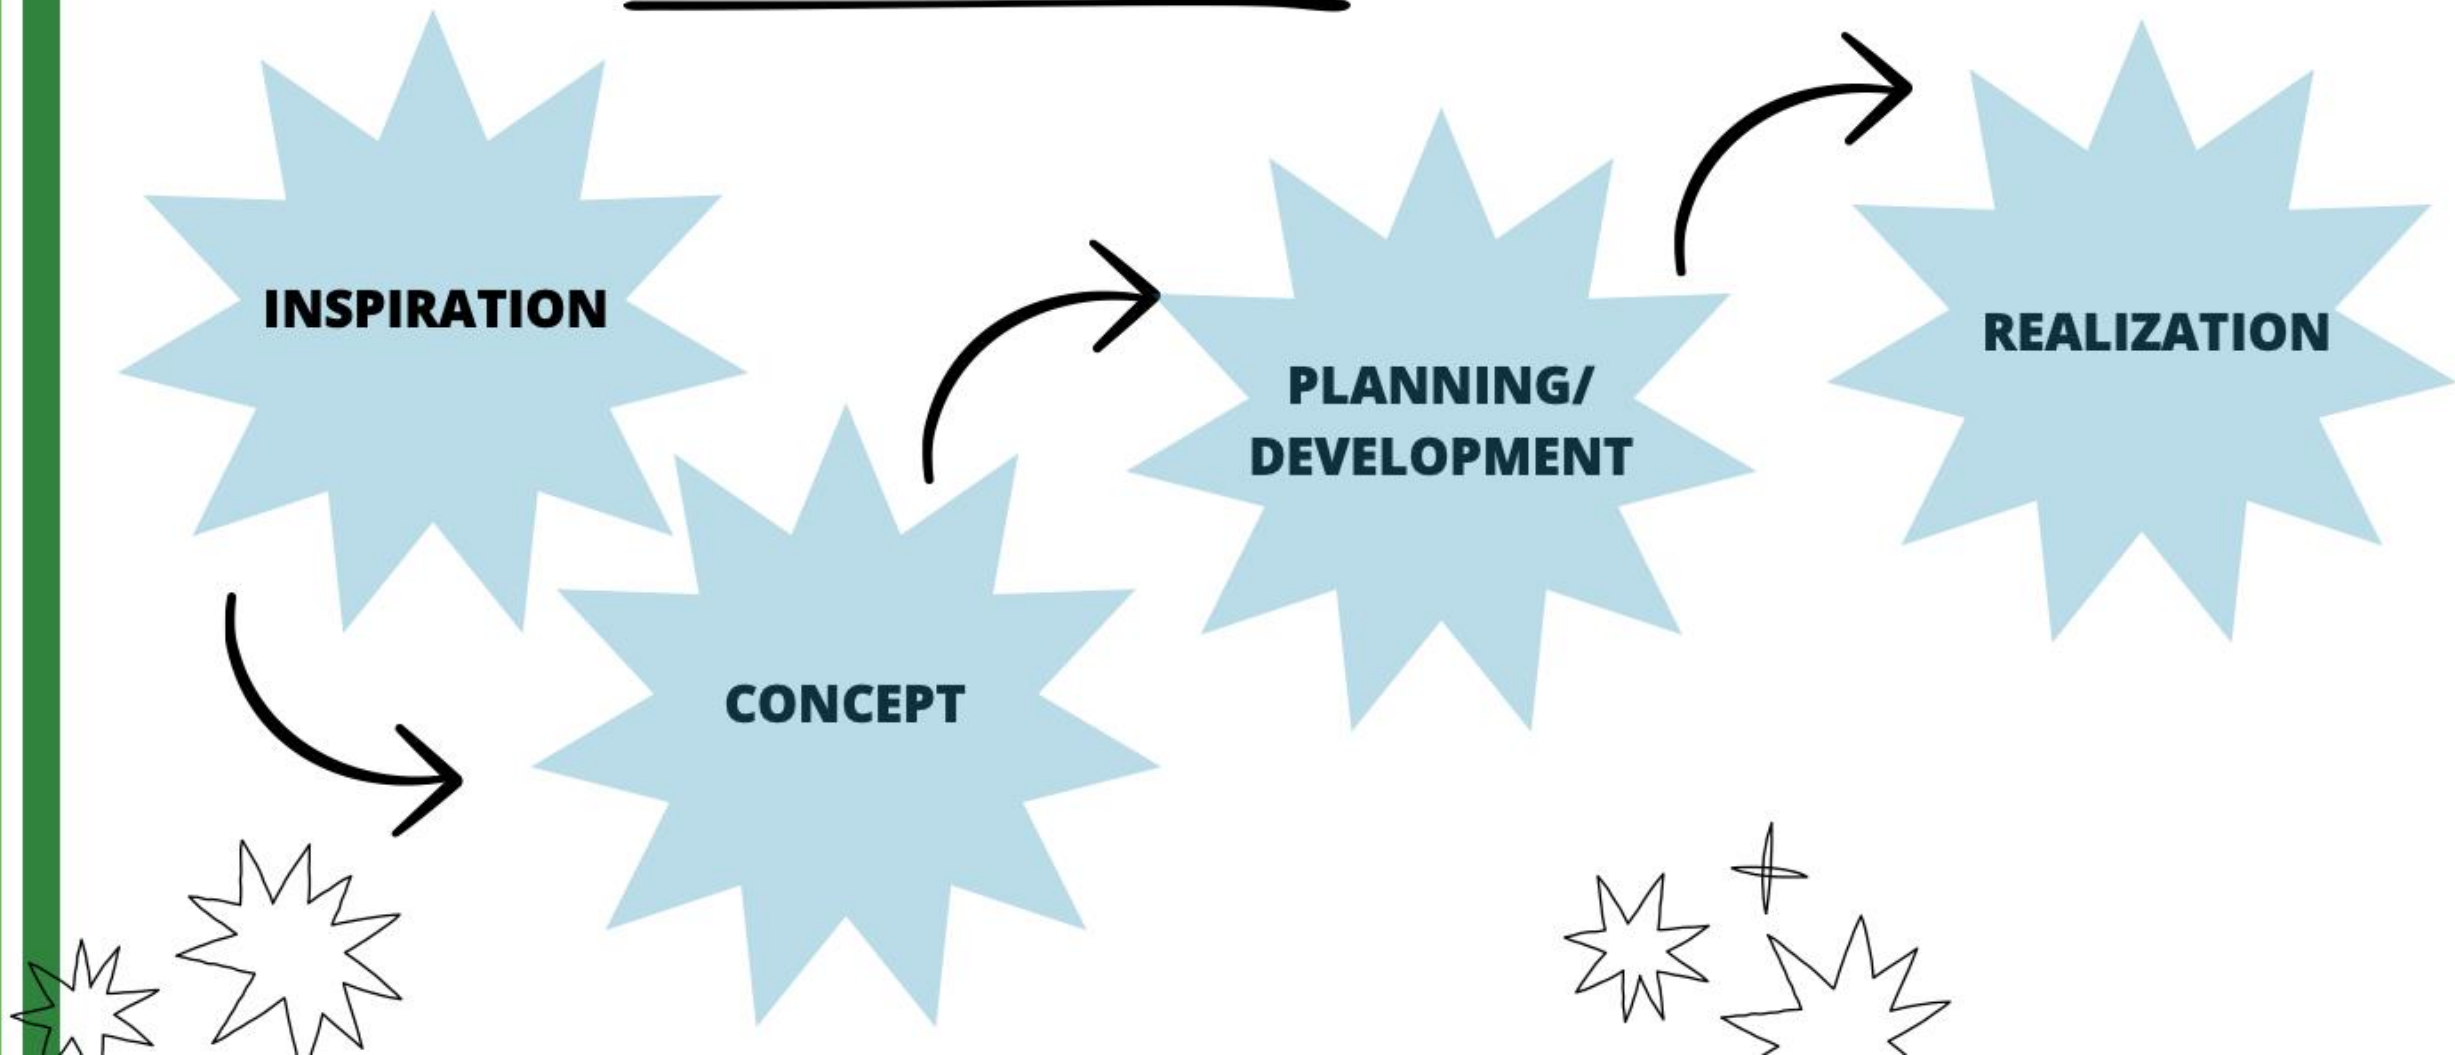 INSPIRATION
CONCEPT
PLANNING/
DEVELOPMENT
REALIZATION